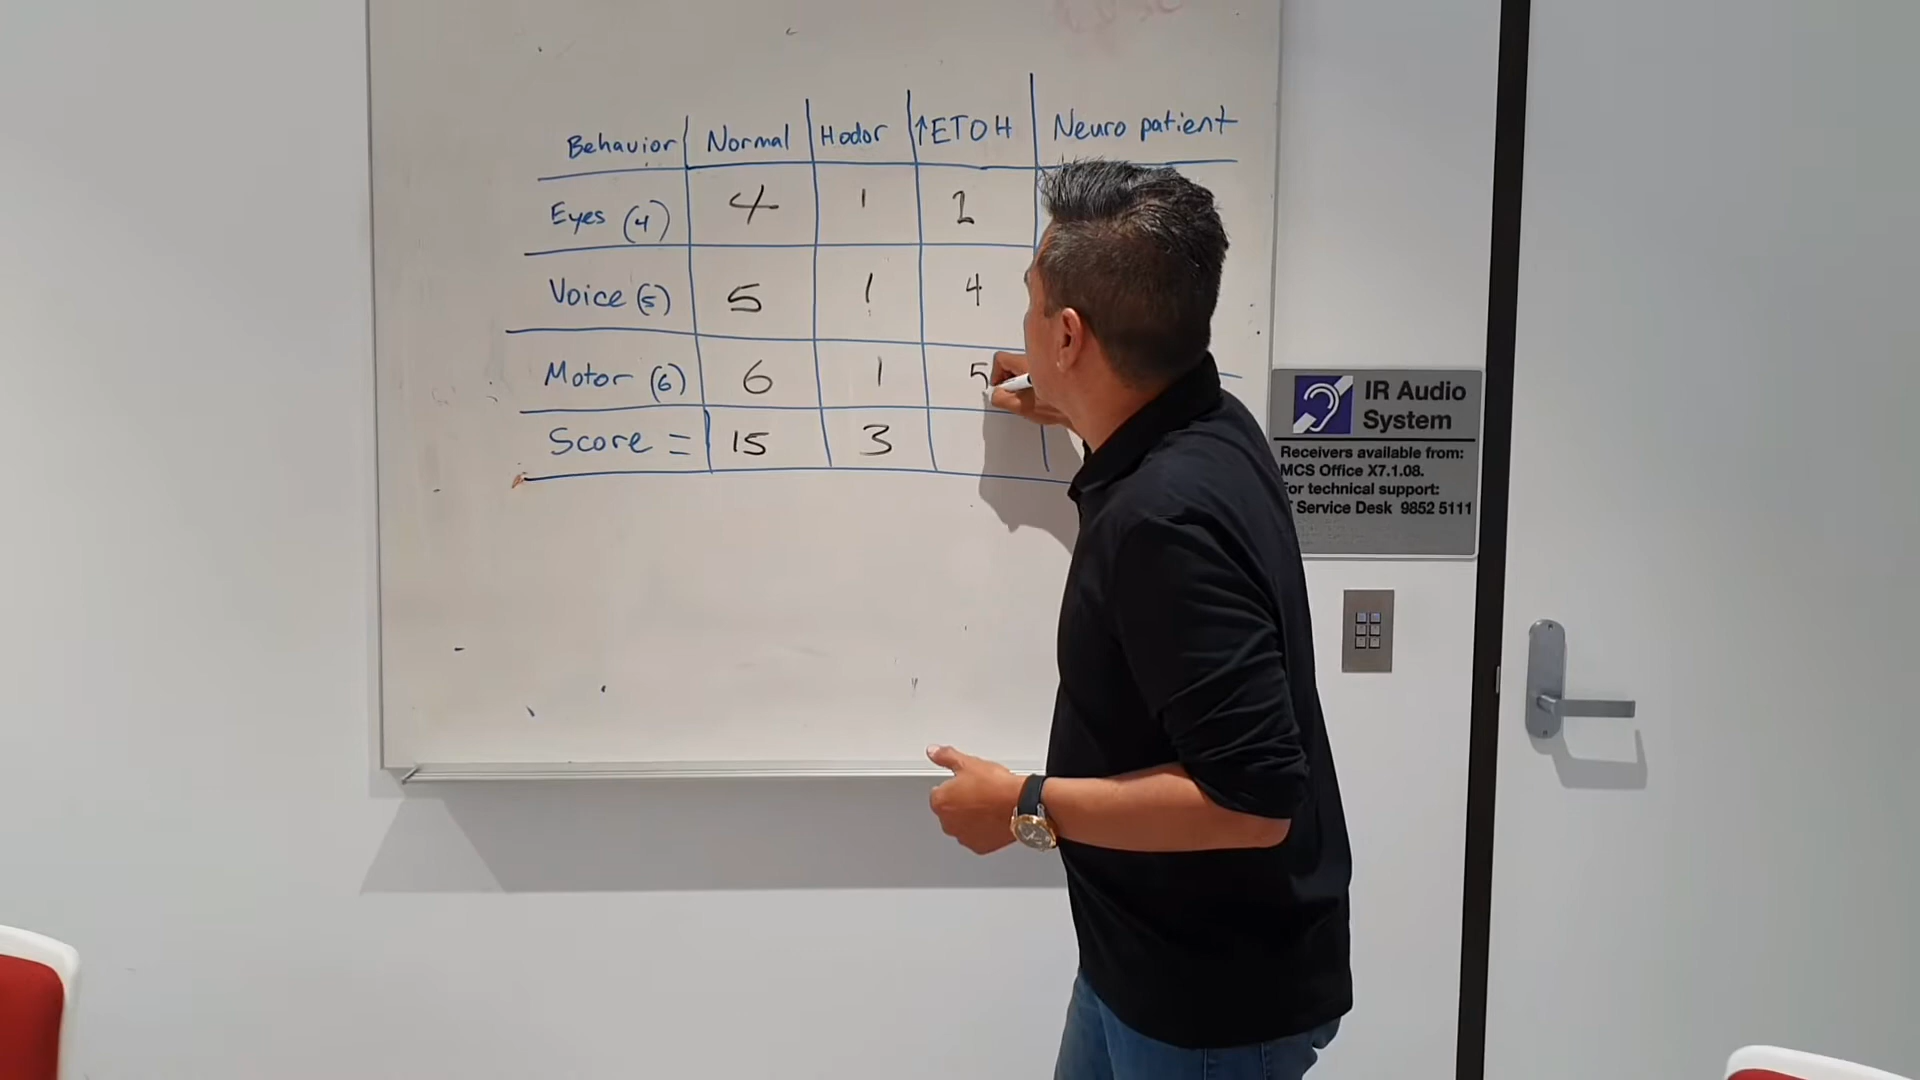 Behavior Normal Hodor ↑ETOH Neuro patient
Eyes (4) 4 1 2
Voice (5) 5 1 4
Motor (6) 6 1 5
Score = 15 3
IR Audio
System
Receivers available from:
MCS Office X7.1.08.
For technical support:
Service Desk 9852 5111